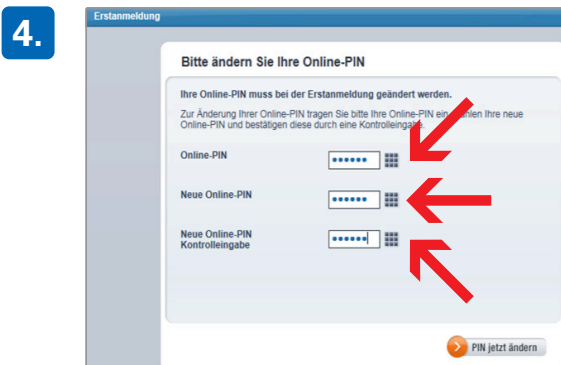 4.
Erstanmeldung
Bitte ändern Sie Ihre Online-PIN
Ihre Online-PIN muss bei der Erstanmeldung geändert werden.
Zur Änderung Ihrer Online-PIN tragen Sie bitte Ihre Online-PIN ein, Ihre neue
Online-PIN und bestätigen diese durch eine Kontrolleingabe.
Online-PIN
Neue Online-PIN
Neue Online-PIN
Kontrolleingabe
PIN jetzt ändern